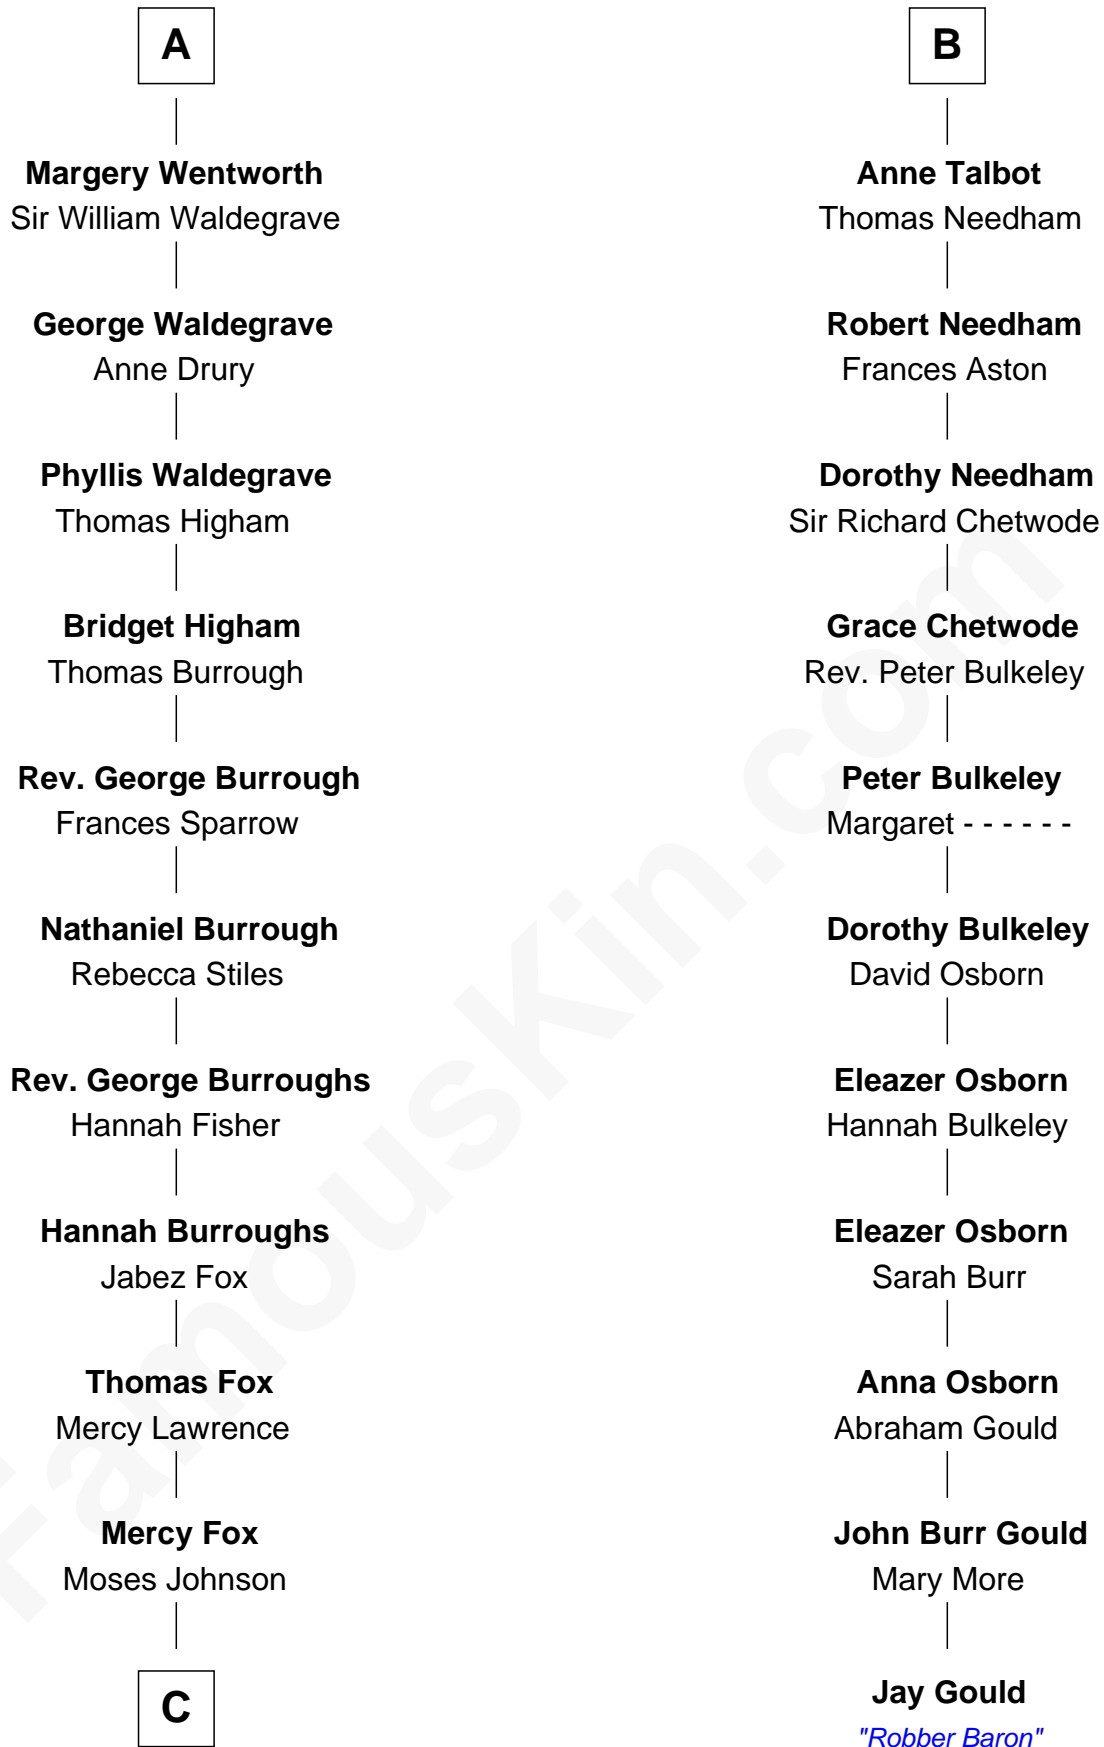 A
Margery Wentworth
Sir William Waldegrave
George Waldegrave
Anne Drury
Phyllis Waldegrave
Thomas Higham
Bridget Higham
Thomas Burrough
Rev. George Burrough
Frances Sparrow
Nathaniel Burrough
Rebecca Stiles
Rev. George Burroughs
Hannah Fisher
Hannah Burroughs
Jabez Fox
Thomas Fox
Mercy Lawrence
Mercy Fox
Moses Johnson
C
B
Anne Talbot
Thomas Needham
Robert Needham
Frances Aston
Dorothy Needham
Sir Richard Chetwode
Grace Chetwode
Rev. Peter Bulkeley
Peter Bulkeley
Margaret - - - - - -
Dorothy Bulkeley
David Osborn
Eleazer Osborn
Hannah Bulkeley
Eleazer Osborn
Sarah Burr
Anna Osborn
Abraham Gould
John Burr Gould
Mary More
Jay Gould
"Robber Baron"
FamousKin.com